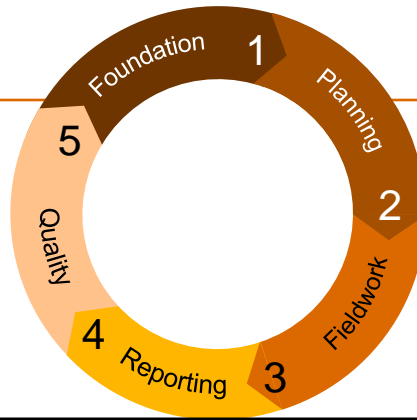 Foundation
1
Planning
2
Fieldwork
3
Reporting
4
Quality
5